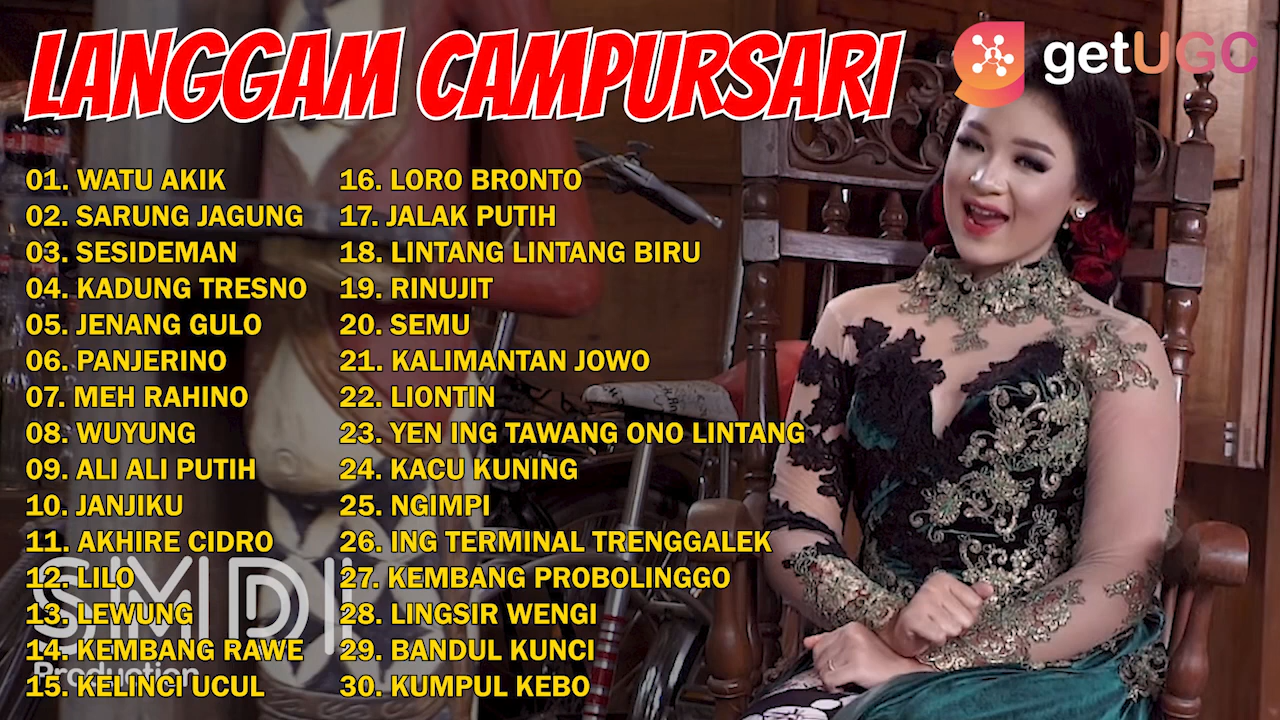 LANGGAM CAMPURSARI
getUGC
01. WATU AKIK
02. SARUNG JAGUNG
03. SESIDEMAN
04. KADUNG TRESNO
05. JENANG GULO
06. PANJERINO
07. MEH RAHINO
08. WUYUNG
09. ALI ALI PUTIH
10. JANJIKU
11. AKHIRE CIDRO
12. LILO
13. LEWUNG
14. KEMBANG RAWE
15. KELINCI UCUL
16. LORO BRONTO
17. JALAK PUTIH
18. LINTANG LINTANG BIRU
19. RINUJIT
20. SEMU
21. KALIMANTAN JOWO
22. LIONTIN
23. YEN ING TAWANG ONO LINTANG
24. KACU KUNING
25. NGIMPI
26. ING TERMINAL TRENGGALEK
27. KEMBANG PROBOLINGGO
28. LINGSIR WENGI
29. BANDUL KUNCI
30. KUMPUL KEBO
SMDI
Production